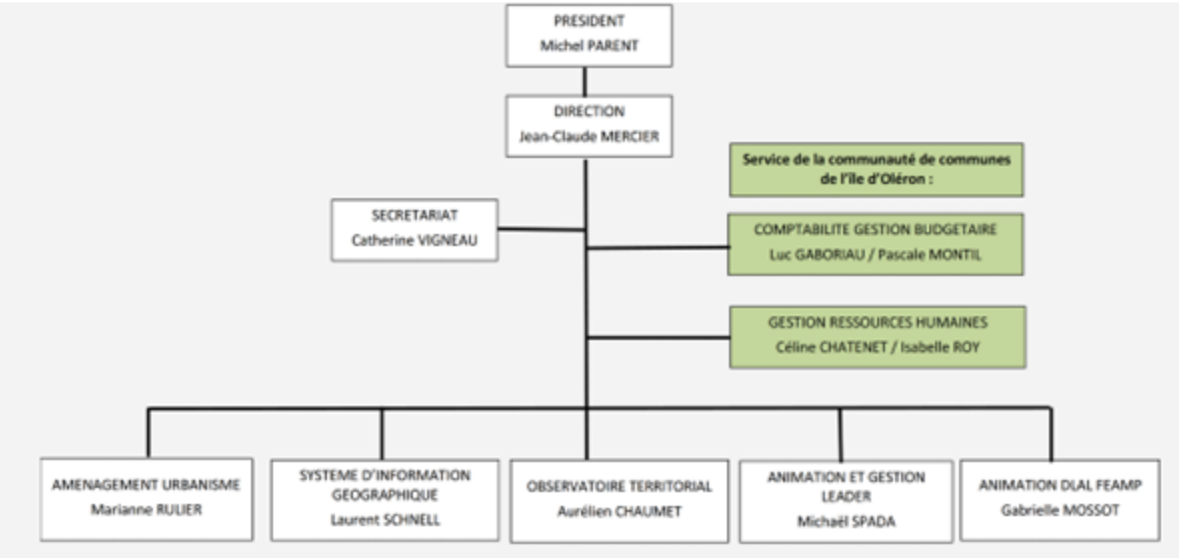 PRESIDENT
Michel PARENT
DIRECTION
Jean-Claude MERCIER
Service de la communauté de communes
de l'île d'Oléron :
SECRETARIAT
Catherine VIGNEAU
COMPTABILITE GESTION BUDGETAIRE
Luc GABORIAU / Pascale MONTIL
GESTION RESSOURCES HUMAINES
Céline CHATENET / Isabelle ROY
AMENAGEMENT URBANISME
Marianne RULIER
SYSTEME D'INFORMATION
GEOGRAPHIQUE
Laurent SCHNELL
OBSERVATOIRE TERRITORIAL
Aurélien CHAUMET
ANIMATION ET GESTION
LEADER
Michaël SPADA
ANIMATION DLAL FEAMP
Gabrielle MOSSOT